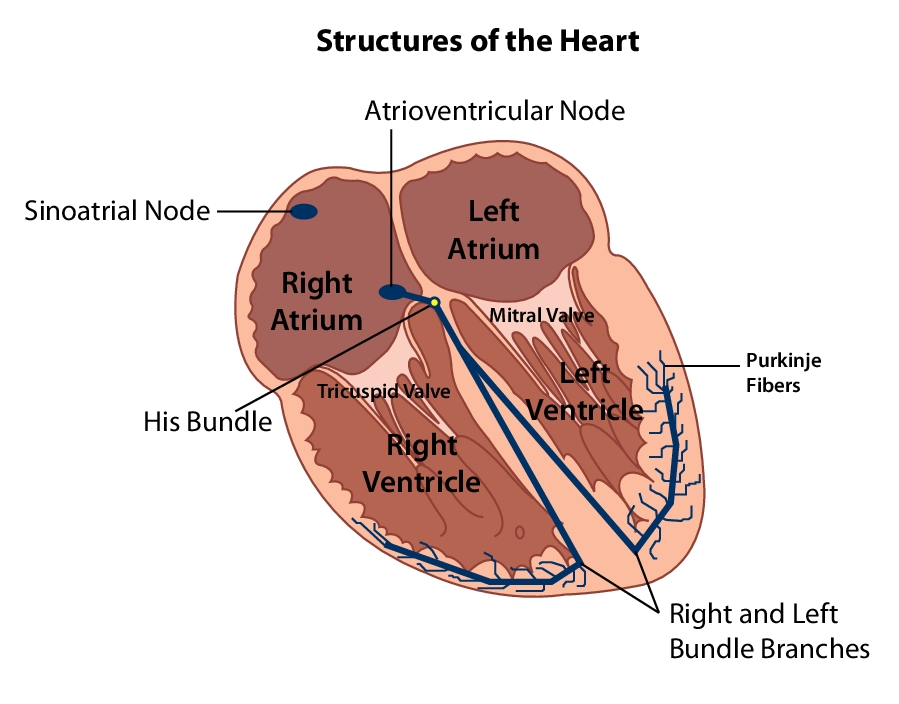 Structures of the Heart
Atrioventricular Node
Sinoatrial Node
Left
Atrium
Right
Atrium
Mitral Valve
Purkinje
Fibers
Left
Ventricle
Tricuspid Valve
His Bundle
Right
Ventricle
Right and Left
Bundle Branches